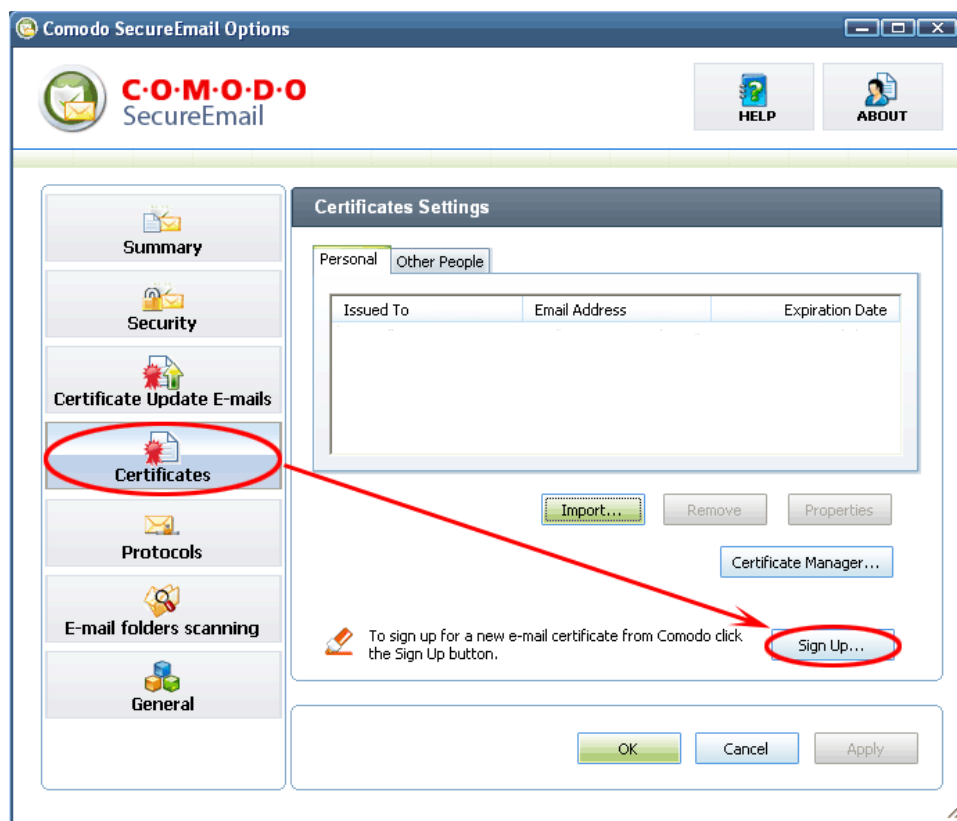 Comodo SecureEmail Options
C·O·M·O·D·O
SecureEmail
HELP
ABOUT
Summary
Security
Certificate Update E-mails
Certificates
Protocols
E-mail folders scanning
General
Certificates Settings
Personal
Other People
Issued To
Email Address
Expiration Date
Import...
Remove
Properties
Certificate Manager...
To sign up for a new e-mail certificate from Comodo click
the Sign Up button.
Sign Up...
OK
Cancel
Apply